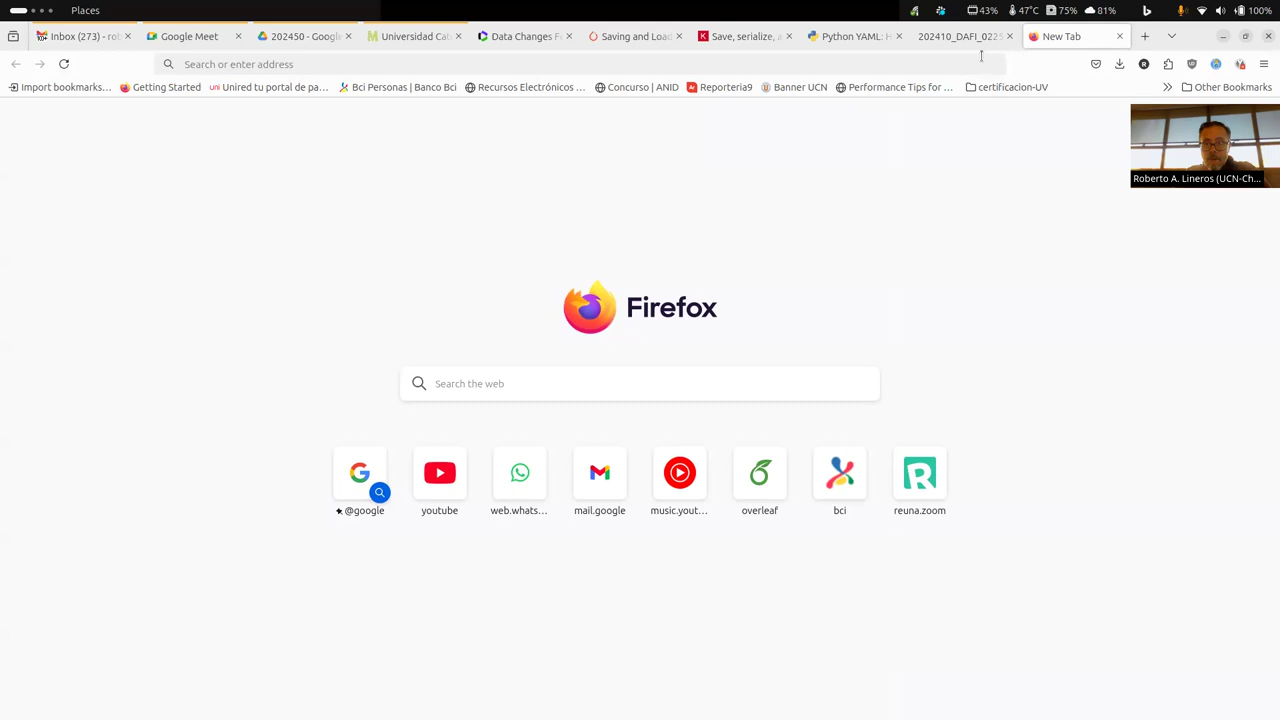 Places 43% 47°C 75% 81% 100%
Inbox (273) - rob Google Meet 202450 - Google Universidad Cat Data Changes Fo Saving and Load Save, serialize, a Python YAML: H 202410_DAFI_0225 New Tab
Search or enter address
Import bookmarks... Getting Started Unired tu portal de pa... Bci Personas | Banco Bci Recursos Electrónicos ... Concurso | ANID Reporteria9 Banner UCN Performance Tips for ... certificacion-UV Other Bookmarks
Roberto A. Lineros (UCN-Ch...
Firefox
Search the web
@google youtube web.whats... mail.google music.yout... overleaf bci reuna.zoom